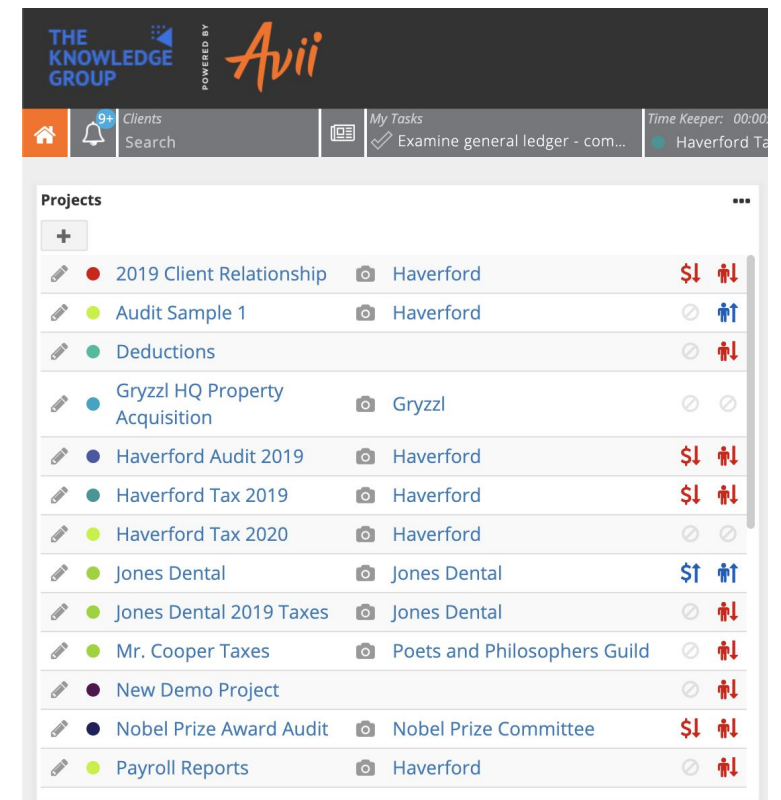 THE
KNOWLEDGE
GROUP
POWERED BY
Avii
9+
Clients
Search
My Tasks
Examine general ledger - com...
Time Keeper: 00:00:
Haverford Ta
Projects
2019 Client Relationship Haverford
Audit Sample 1 Haverford
Deductions
Gryzzl HQ Property
Acquisition
Gryzzl
Haverford Audit 2019 Haverford
Haverford Tax 2019 Haverford
Haverford Tax 2020 Haverford
Jones Dental Jones Dental
Jones Dental 2019 Taxes Jones Dental
Mr. Cooper Taxes Poets and Philosophers Guild
New Demo Project
Nobel Prize Award Audit Nobel Prize Committee
Payroll Reports Haverford